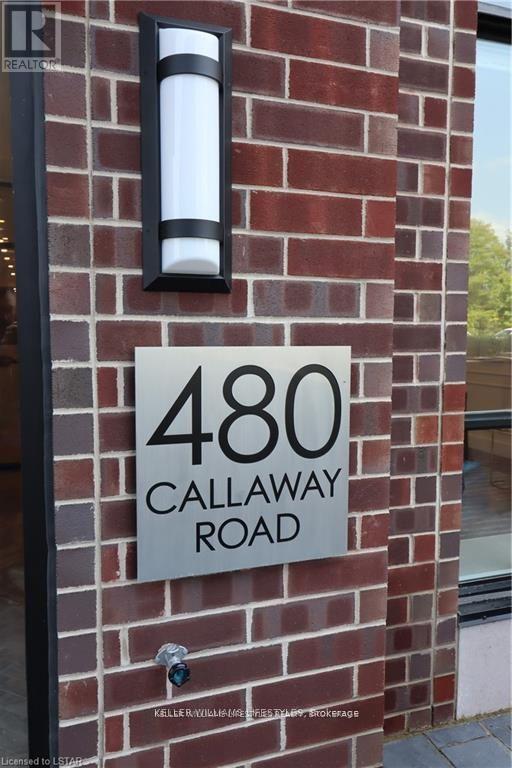 R
REALTOR
480
CALLAWAY
ROAD
KELLER WILLIAMS LIFESTYLES, Brokerage
Licensed to LSTAR